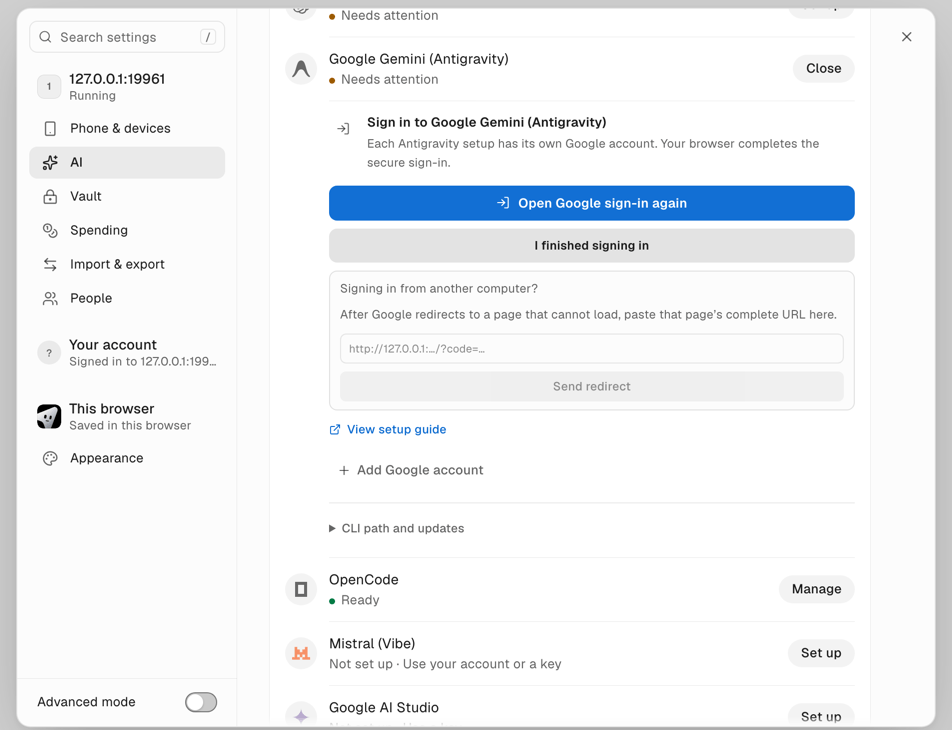 Search settings
/
1
127.0.0.1:19961
Running
Phone & devices
AI
Vault
Spending
Import & export
People
?
Your account
Signed in to 127.0.0.1:199…
This browser
Saved in this browser
Appearance
Advanced mode
Needs attention
Google Gemini (Antigravity)
Needs attention
Close
Sign in to Google Gemini (Antigravity)
Each Antigravity setup has its own Google account. Your browser completes the
secure sign-in.
Open Google sign-in again
I finished signing in
Signing in from another computer?
After Google redirects to a page that cannot load, paste that page's complete URL here.
http://127.0.0.1:…/?code=…
Send redirect
View setup guide
Add Google account
CLI path and updates
OpenCode
Ready
Manage
Mistral (Vibe)
Not set up · Use your account or a key
Set up
Google AI Studio
Set up